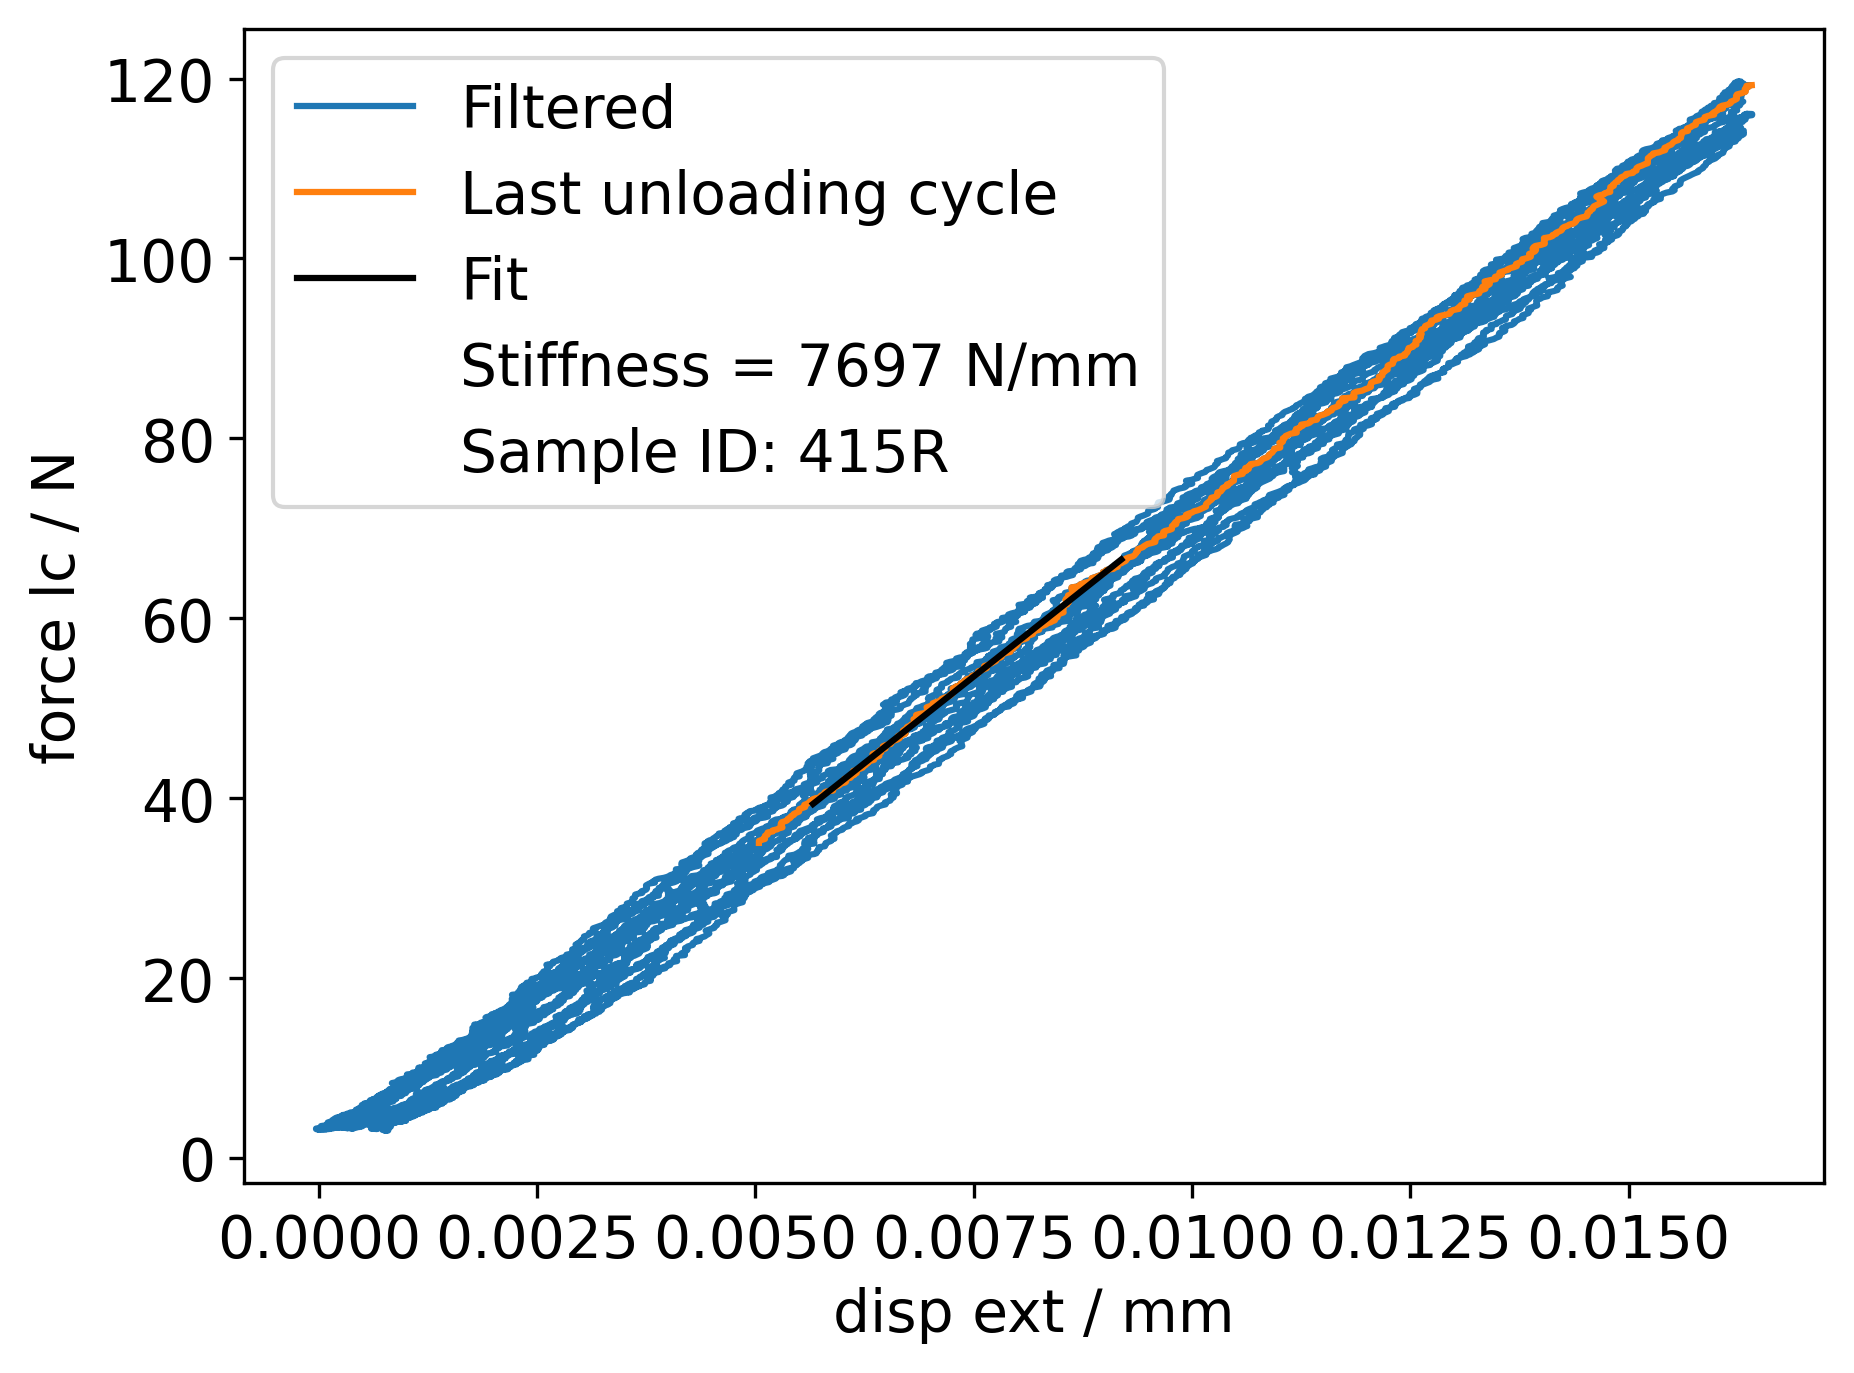 120
100
80
60
40
20
0
force lc / N
Filtered
Last unloading cycle
Fit
Stiffness = 7697 N/mm
Sample ID: 415R
0.0000 0.0025 0.0050 0.0075 0.0100 0.0125 0.0150
disp ext / mm